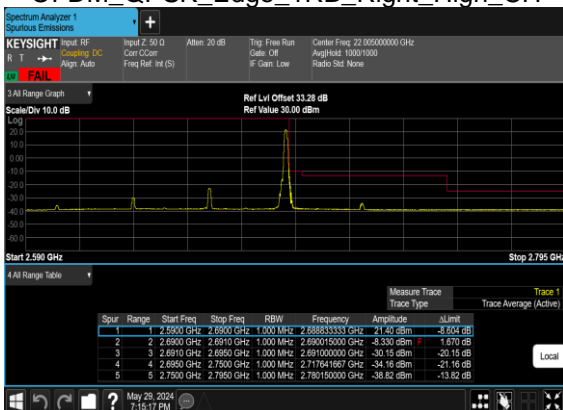 Spectrum Analyzer 1
Spurious Emissions
KEYSIGHT Input: RF Input Z: 50 Ω Atten: 20 dB Trig: Free Run Center Freq: 22.005000000 GHz
R T Coupling: DC Corr CCorr Gate: Off Avg|Hold: 1000/1000
Align: Auto Freq Ref: Int (S) IF Gain: Low Radio Std: None
LV FAIL
3 All Range Graph
Ref Lvl Offset 33.28 dB
Scale/Div 10.0 dB Ref Value 30.00 dBm
Log
20.0
10.0
0.00
-10.0
-20.0
-30.0
-40.0
-50.0
-60.0
Start 2.590 GHz Stop 2.795 GHz
4 All Range Table
Measure Trace Trace 1
Trace Type Trace Average (Active)
Spur Range Start Freq Stop Freq RBW Frequency Amplitude ΔLimit
1 1 2.5900 GHz 2.6900 GHz 1.000 MHz 2.688833333 GHz 21.40 dBm -8.604 dB
2 2 2.6900 GHz 2.6910 GHz 1.000 MHz 2.690015000 GHz -8.330 dBm F 1.670 dB
3 3 2.6910 GHz 2.6950 GHz 1.000 MHz 2.691000000 GHz -30.15 dBm -20.15 dB
4 4 2.6950 GHz 2.7500 GHz 1.000 MHz 2.717641667 GHz -34.16 dBm -21.16 dB
5 5 2.7500 GHz 2.7950 GHz 1.000 MHz 2.780150000 GHz -38.82 dBm -13.82 dB
Local
May 29, 2024
7:15:17 PM